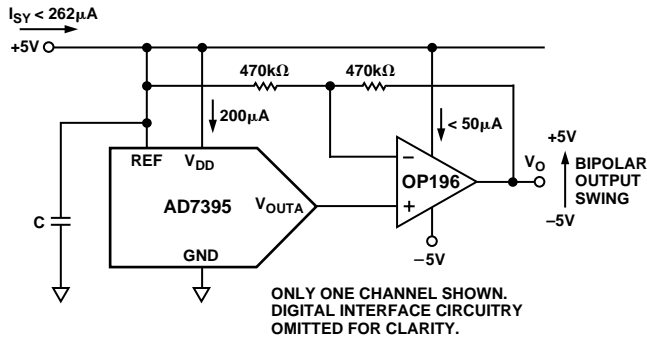 I_SY < 262µA
+5V
470kΩ
470kΩ
200µA
< 50µA
REF
V_DD
+5V
V_O
BIPOLAR
OUTPUT
SWING
OP196
AD7395
V_OUTA
−
+
C
−5V
GND
−5V
ONLY ONE CHANNEL SHOWN.
DIGITAL INTERFACE CIRCUITRY
OMITTED FOR CLARITY.